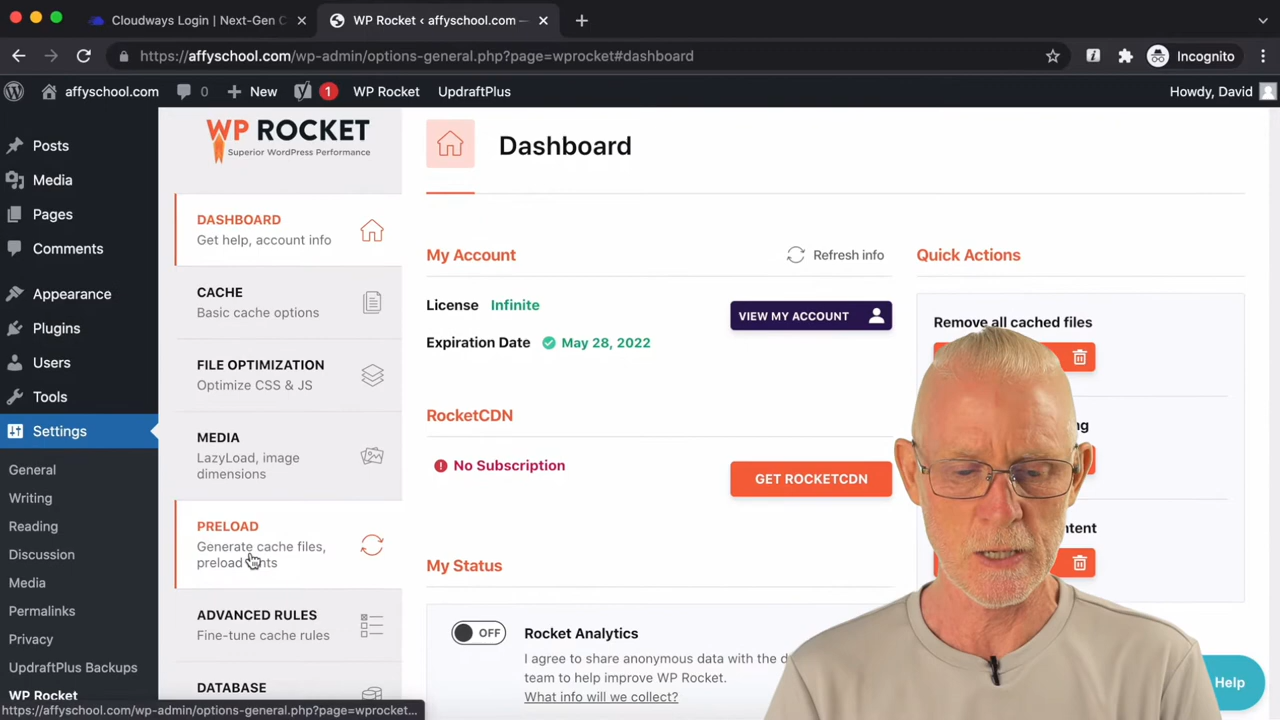 Cloudways Login | Next-Gen C
WP Rocket ‹ affyschool.com —
https://affyschool.com/wp-admin/options-general.php?page=wprocket#dashboard
Incognito
affyschool.com
0
New
1
WP Rocket
UpdraftPlus
Howdy, David
Posts
Media
Pages
Comments
Appearance
Plugins
Users
Tools
Settings
General
Writing
Reading
Discussion
Media
Permalinks
Privacy
UpdraftPlus Backups
WP Rocket
https://affyschool.com/wp-admin/options-general.php?page=wprocket...
WP ROCKET
Superior WordPress Performance
DASHBOARD
Get help, account info
CACHE
Basic cache options
FILE OPTIMIZATION
Optimize CSS & JS
MEDIA
LazyLoad, image
dimensions
PRELOAD
Generate cache files,
preload
ADVANCED RULES
Fine-tune cache rules
DATABASE
Dashboard
My Account
Refresh info
License Infinite
VIEW MY ACCOUNT
Expiration Date May 28, 2022
RocketCDN
No Subscription
GET ROCKETCDN
My Status
OFF
Rocket Analytics
I agree to share anonymous data with the d
team to help improve WP Rocket.
What info will we collect?
Quick Actions
Remove all cached files
Help